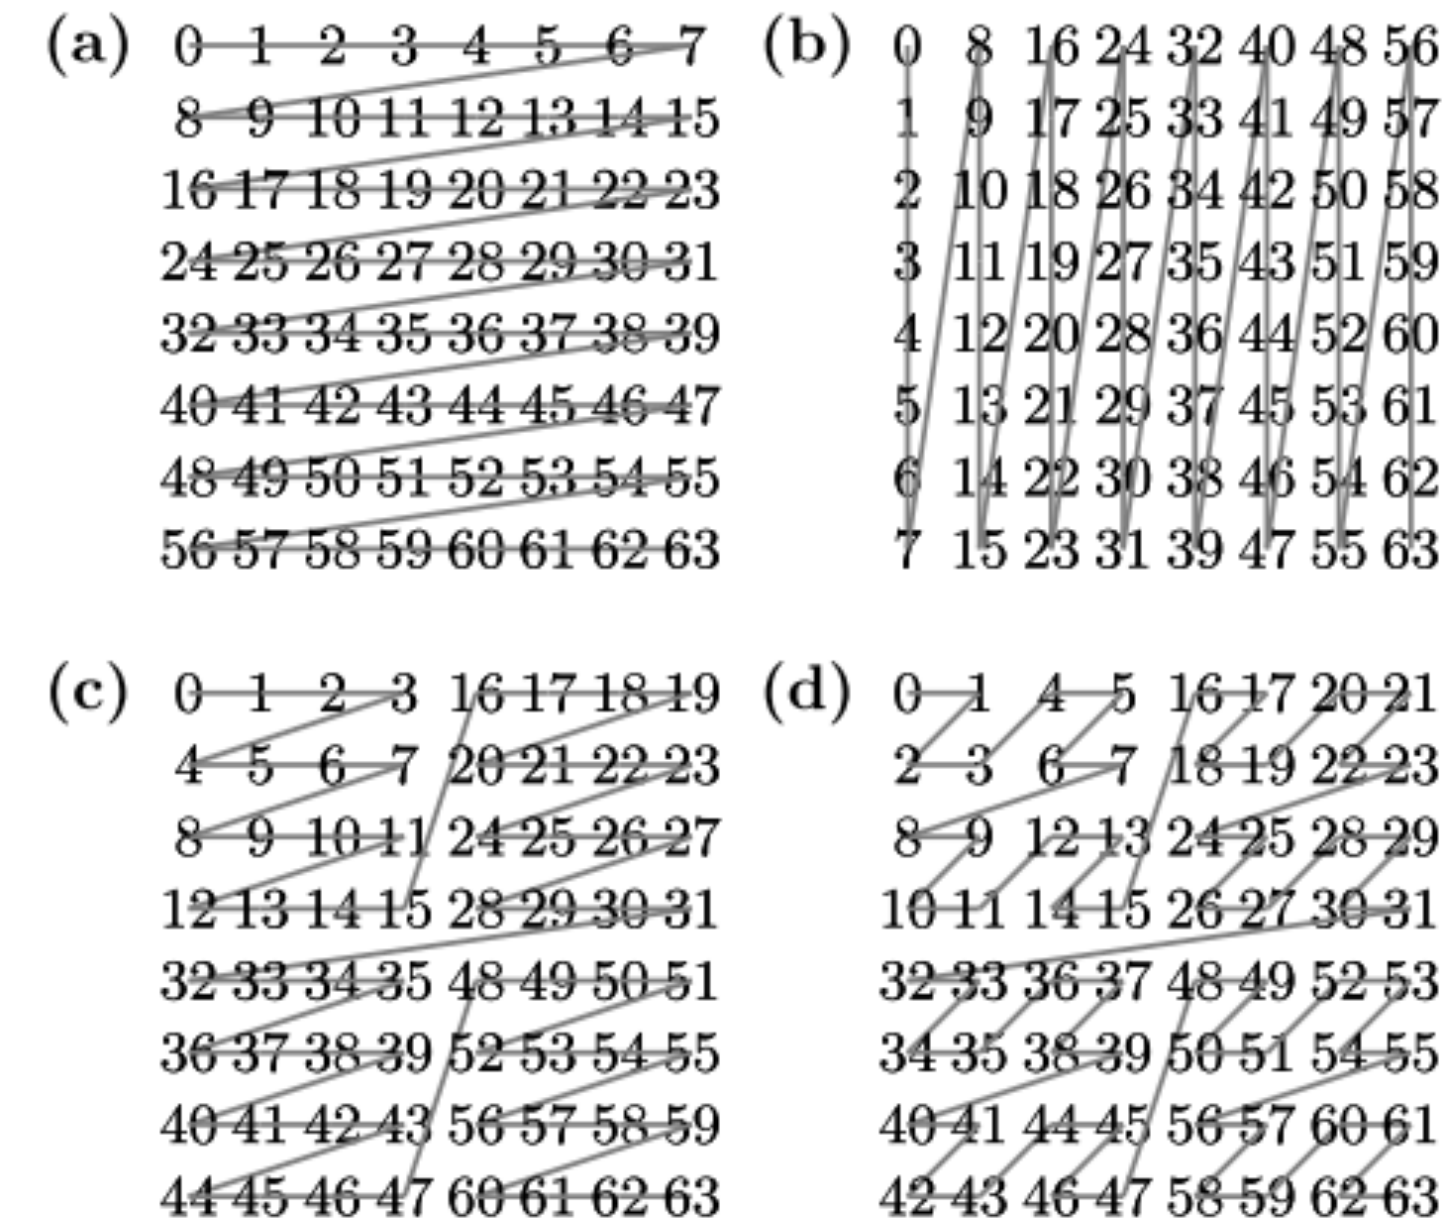 (a) 0 1 2 3 4 5 6 7
8 9 10 11 12 13 14 15
16 17 18 19 20 21 22 23
24 25 26 27 28 29 30 31
32 33 34 35 36 37 38 39
40 41 42 43 44 45 46 47
48 49 50 51 52 53 54 55
56 57 58 59 60 61 62 63
(b) 0 8 16 24 32 40 48 56
1 9 17 25 33 41 49 57
2 10 18 26 34 42 50 58
3 11 19 27 35 43 51 59
4 12 20 28 36 44 52 60
5 13 21 29 37 45 53 61
6 14 22 30 38 46 54 62
7 15 23 31 39 47 55 63
(c) 0 1 2 3 16 17 18 19
4 5 6 7 20 21 22 23
8 9 10 11 24 25 26 27
12 13 14 15 28 29 30 31
32 33 34 35 48 49 50 51
36 37 38 39 52 53 54 55
40 41 42 43 56 57 58 59
44 45 46 47 60 61 62 63
(d) 0 1 4 5 16 17 20 21
2 3 6 7 18 19 22 23
8 9 12 13 24 25 28 29
10 11 14 15 26 27 30 31
32 33 36 37 48 49 52 53
34 35 38 39 50 51 54 55
40 41 44 45 56 57 60 61
42 43 46 47 58 59 62 63